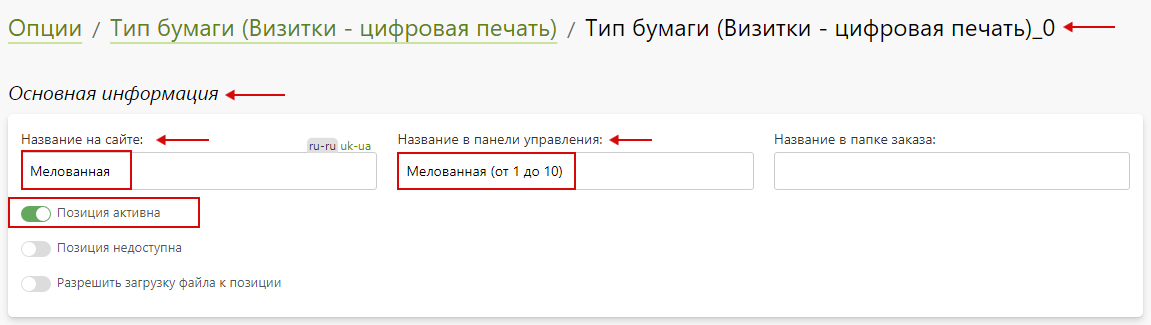 Опции / Тип бумаги (Визитки - цифровая печать) / Тип бумаги (Визитки - цифровая печать)_0
Основная информация
Название на сайте: ru-ru uk-ua Название в панели управления: Название в папке заказа:
Мелованная Мелованная (от 1 до 10)
Позиция активна
Позиция недоступна
Разрешить загрузку файла к позиции